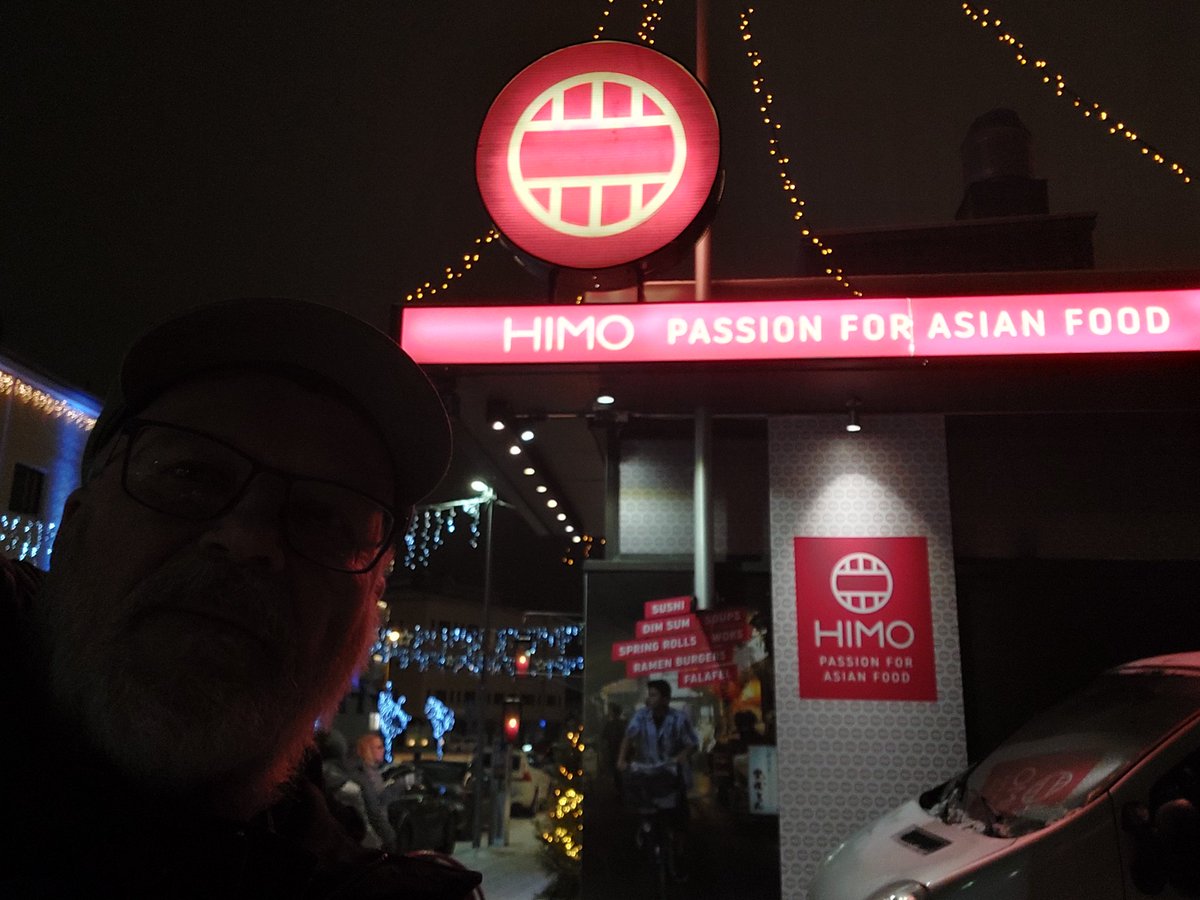 HIMO PASSION FOR ASIAN FOOD
SUSHI
DIM SUM SOUPS
SPRING ROLLS WOKS
RAMEN BURGERS
FALAFEL
HIMO
PASSION FOR
ASIAN FOOD